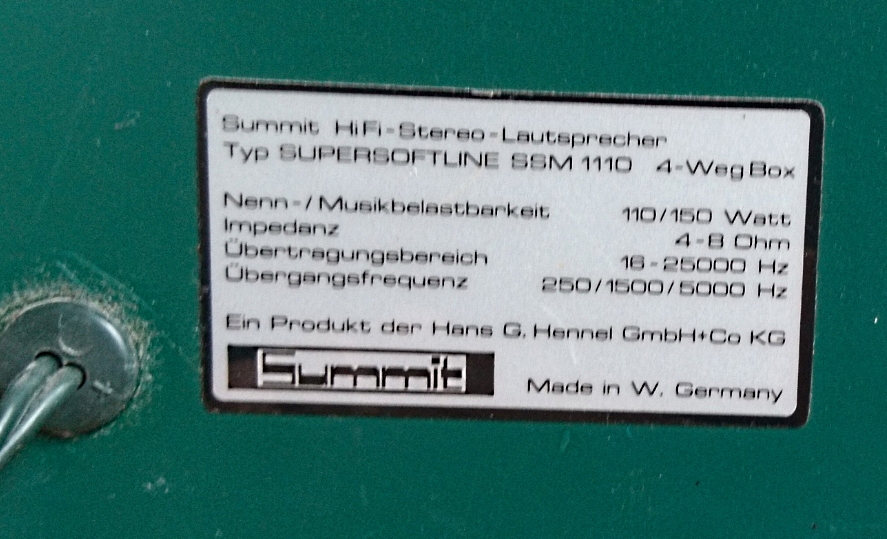 Summit HiFi-Stereo-Lautsprecher
Typ SUPERSOFTLINE SSM 1110 4-Weg Box
Nenn-/Musikbelastbarkeit 110/150 Watt
Impedanz 4-8 Ohm
Übertragungsbereich 16-25000 Hz
Übergangsfrequenz 250/1500/5000 Hz
Ein Produkt der Hans G. Hennel GmbH+Co KG
Summit Made in W. Germany